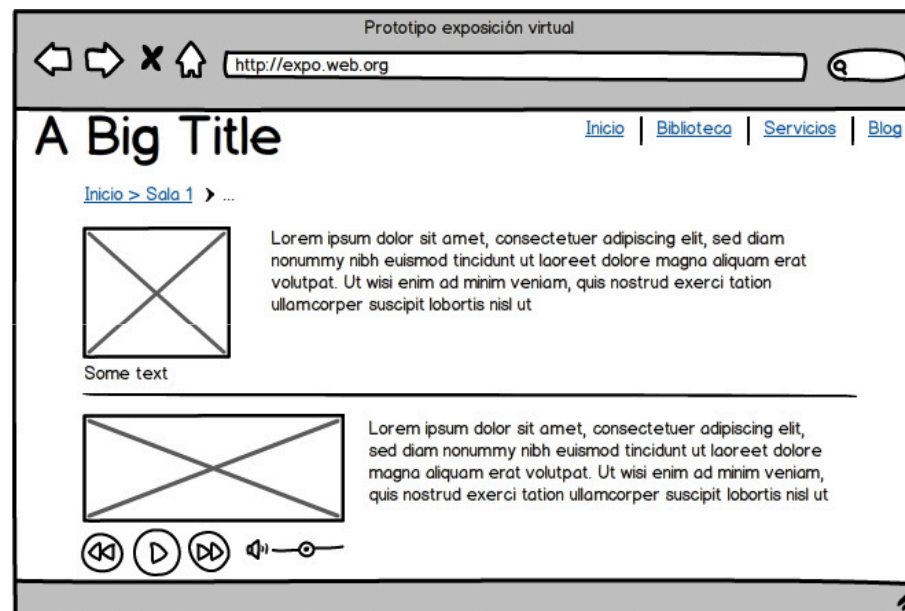 Prototipo exposición virtual
http://expo.web.org
A Big Title
Inicio | Biblioteca | Servicios | Blog
Inicio > Sala 1 > ...
Lorem ipsum dolor sit amet, consectetuer adipiscing elit, sed diam
nonummy nibh euismod tincidunt ut laoreet dolore magna aliquam erat
volutpat. Ut wisi enim ad minim veniam, quis nostrud exerci tation
ullamcorper suscipit lobortis nisl ut
Some text
Lorem ipsum dolor sit amet, consectetuer adipiscing elit,
sed diam nonummy nibh euismod tincidunt ut laoreet dolore
magna aliquam erat volutpat. Ut wisi enim ad minim veniam,
quis nostrud exerci tation ullamcorper suscipit lobortis nisl ut